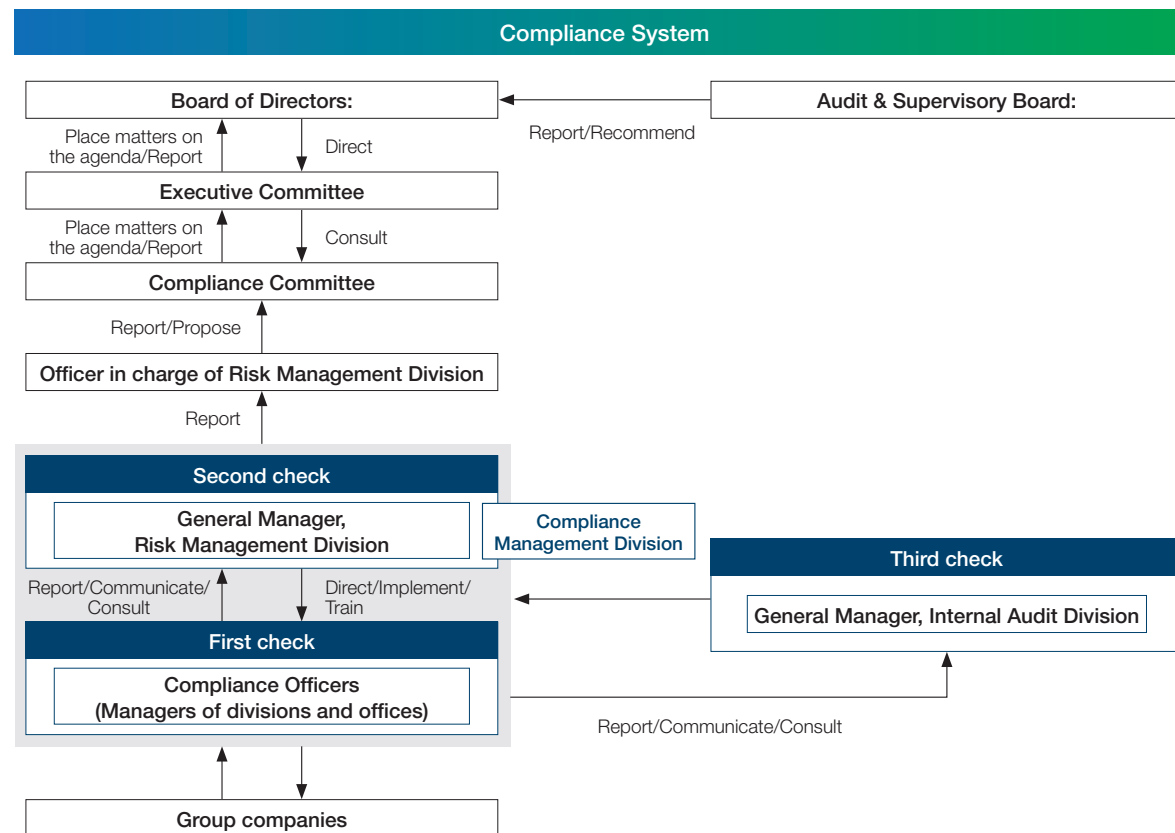 Compliance System
Board of Directors:
Audit & Supervisory Board:
Report/Recommend
Place matters on
the agenda/Report
Direct
Executive Committee
Place matters on
the agenda/Report
Consult
Compliance Committee
Report/Propose
Officer in charge of Risk Management Division
Report
Second check
General Manager,
Risk Management Division
Compliance
Management Division
Third check
General Manager, Internal Audit Division
Report/Communicate/
Consult
Direct/Implement/
Train
First check
Compliance Officers
(Managers of divisions and offices)
Report/Communicate/Consult
Group companies